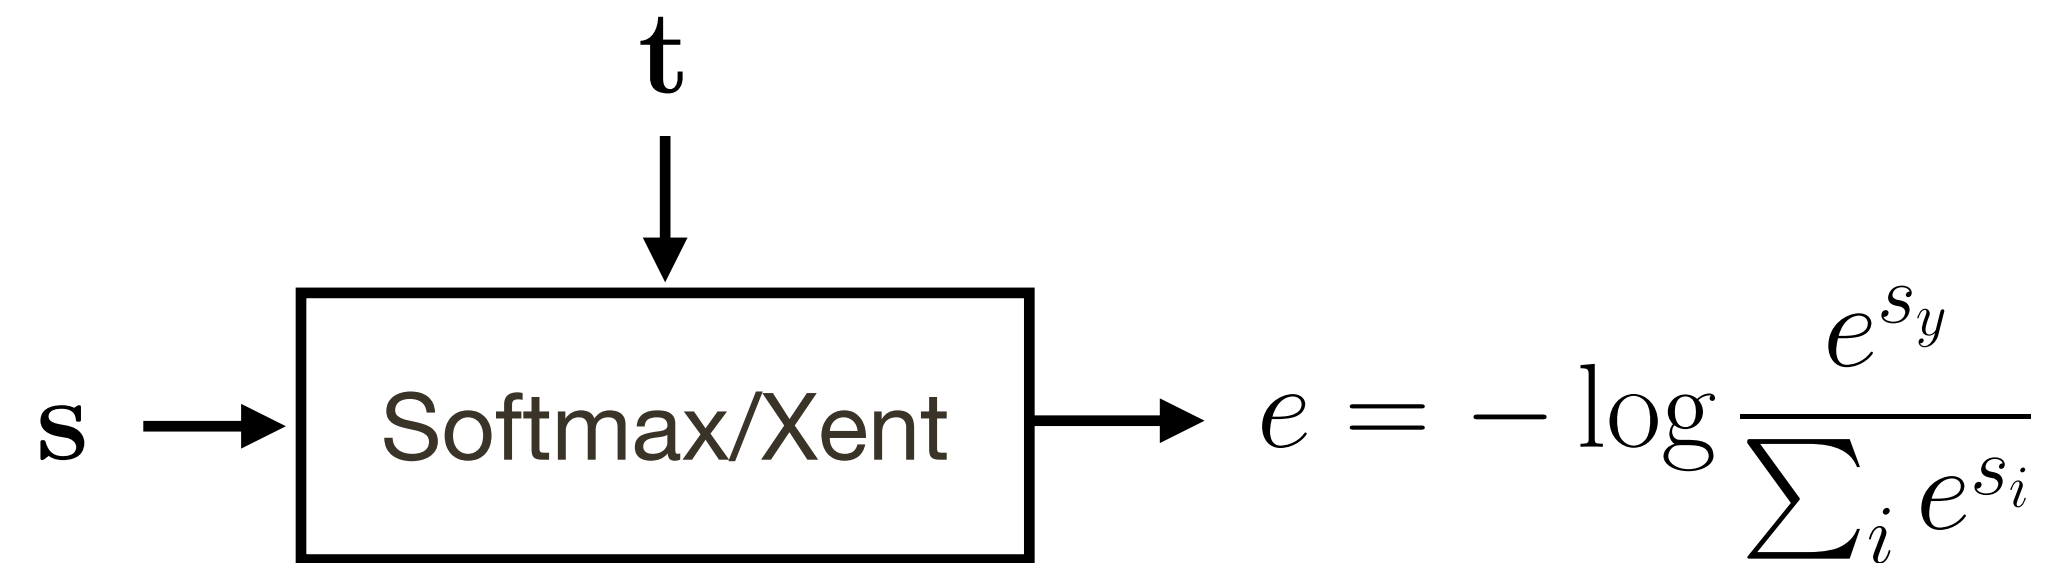 t
s
Softmax/Xent
e = − log e^{s_y} / ∑_i e^{s_i}